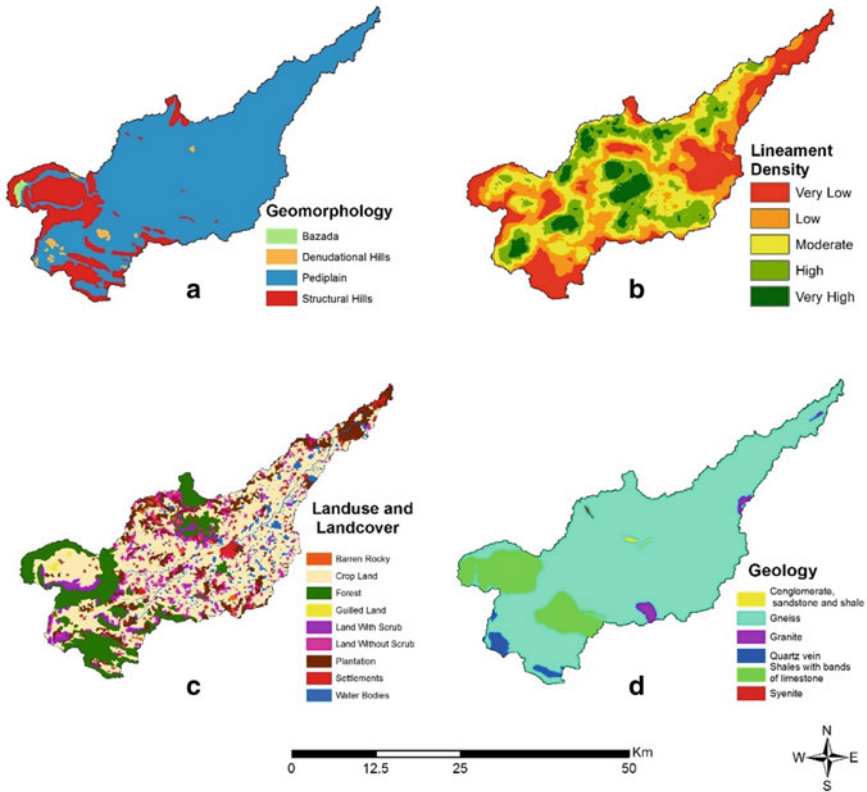 Geomorphology
Bazada
Denudational Hills
Pediplain
Structural Hills
a
Lineament
Density
Very Low
Low
Moderate
High
Very High
b
Landuse and
Landcover
Barren Rocky
Crop Land
Forest
Guilled Land
Land With Scrub
Land Without Scrub
Plantation
Settlements
Water Bodies
c
Geology
Conglomerate,
sandstone and shale
Gneiss
Granite
Quartz vein
Shales with bands
of limestone
Syenite
d
Km
0 12.5 25 50
N
W E
S